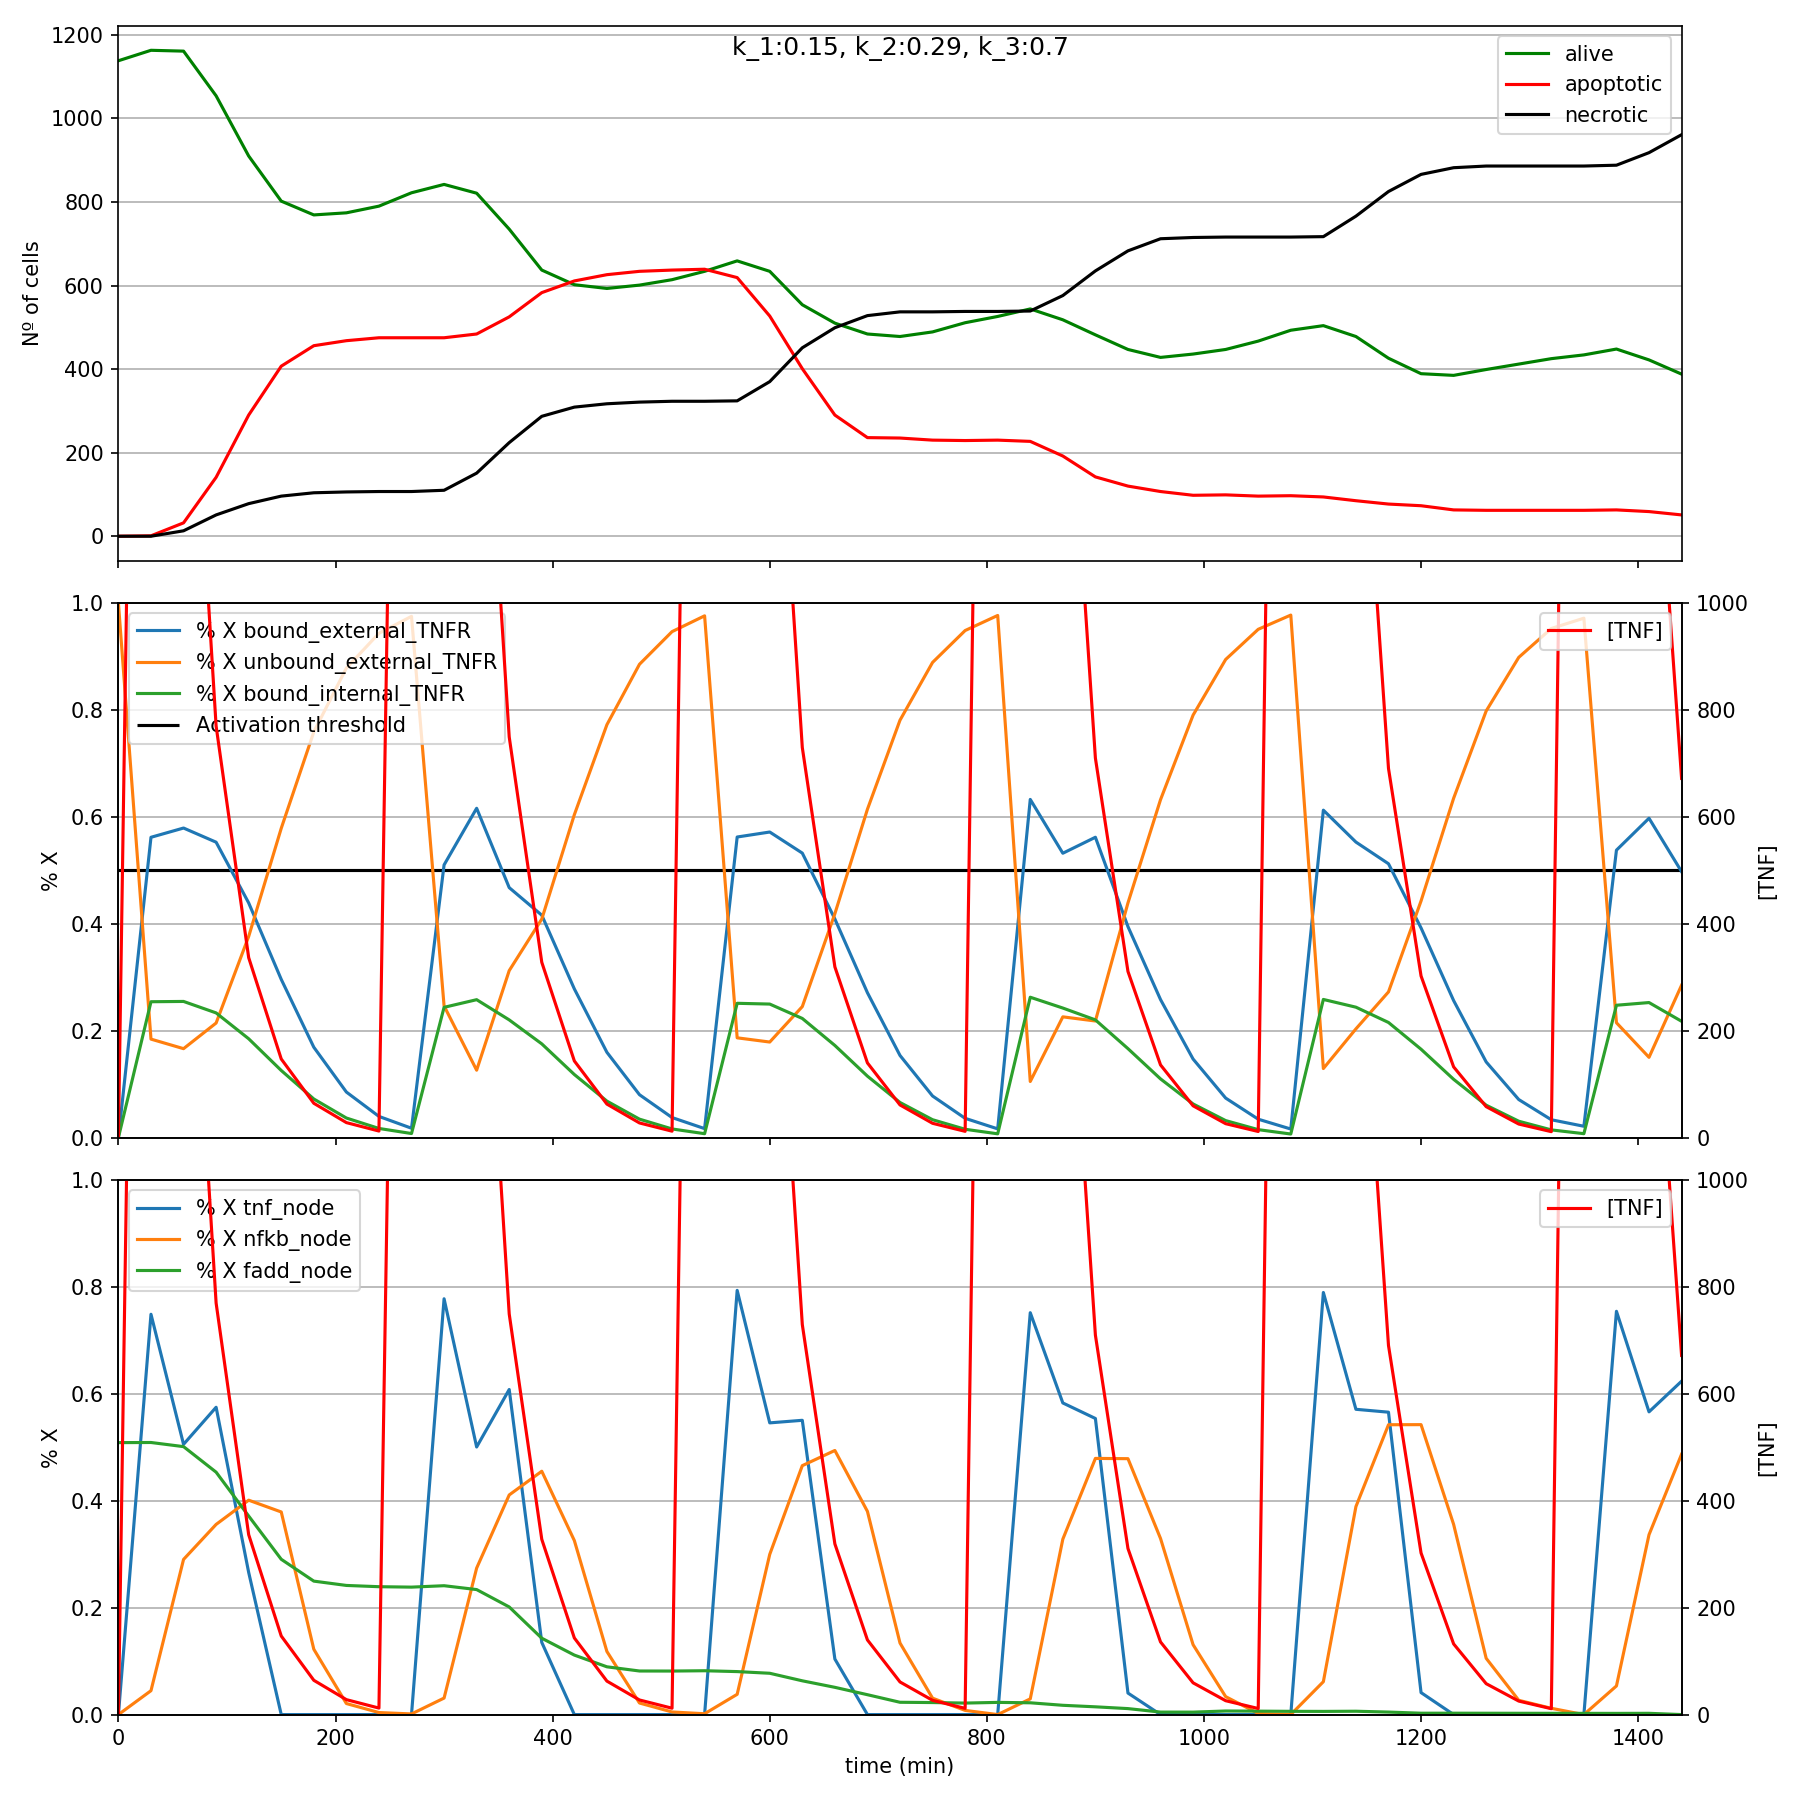 k_1:0.15, k_2:0.29, k_3:0.7
1200
1000
800
600
400
200
0
Nº of cells
alive
apoptotic
necrotic
1.0
0.8
0.6
0.4
0.2
0.0
% X
% X bound_external_TNFR
% X unbound_external_TNFR
% X bound_internal_TNFR
Activation threshold
[TNF]
1000
800
600
400
200
0
[TNF]
1.0
0.8
0.6
0.4
0.2
0.0
% X
% X tnf_node
% X nfkb_node
% X fadd_node
[TNF]
1000
800
600
400
200
0
[TNF]
0 200 400 600 800 1000 1200 1400
time (min)